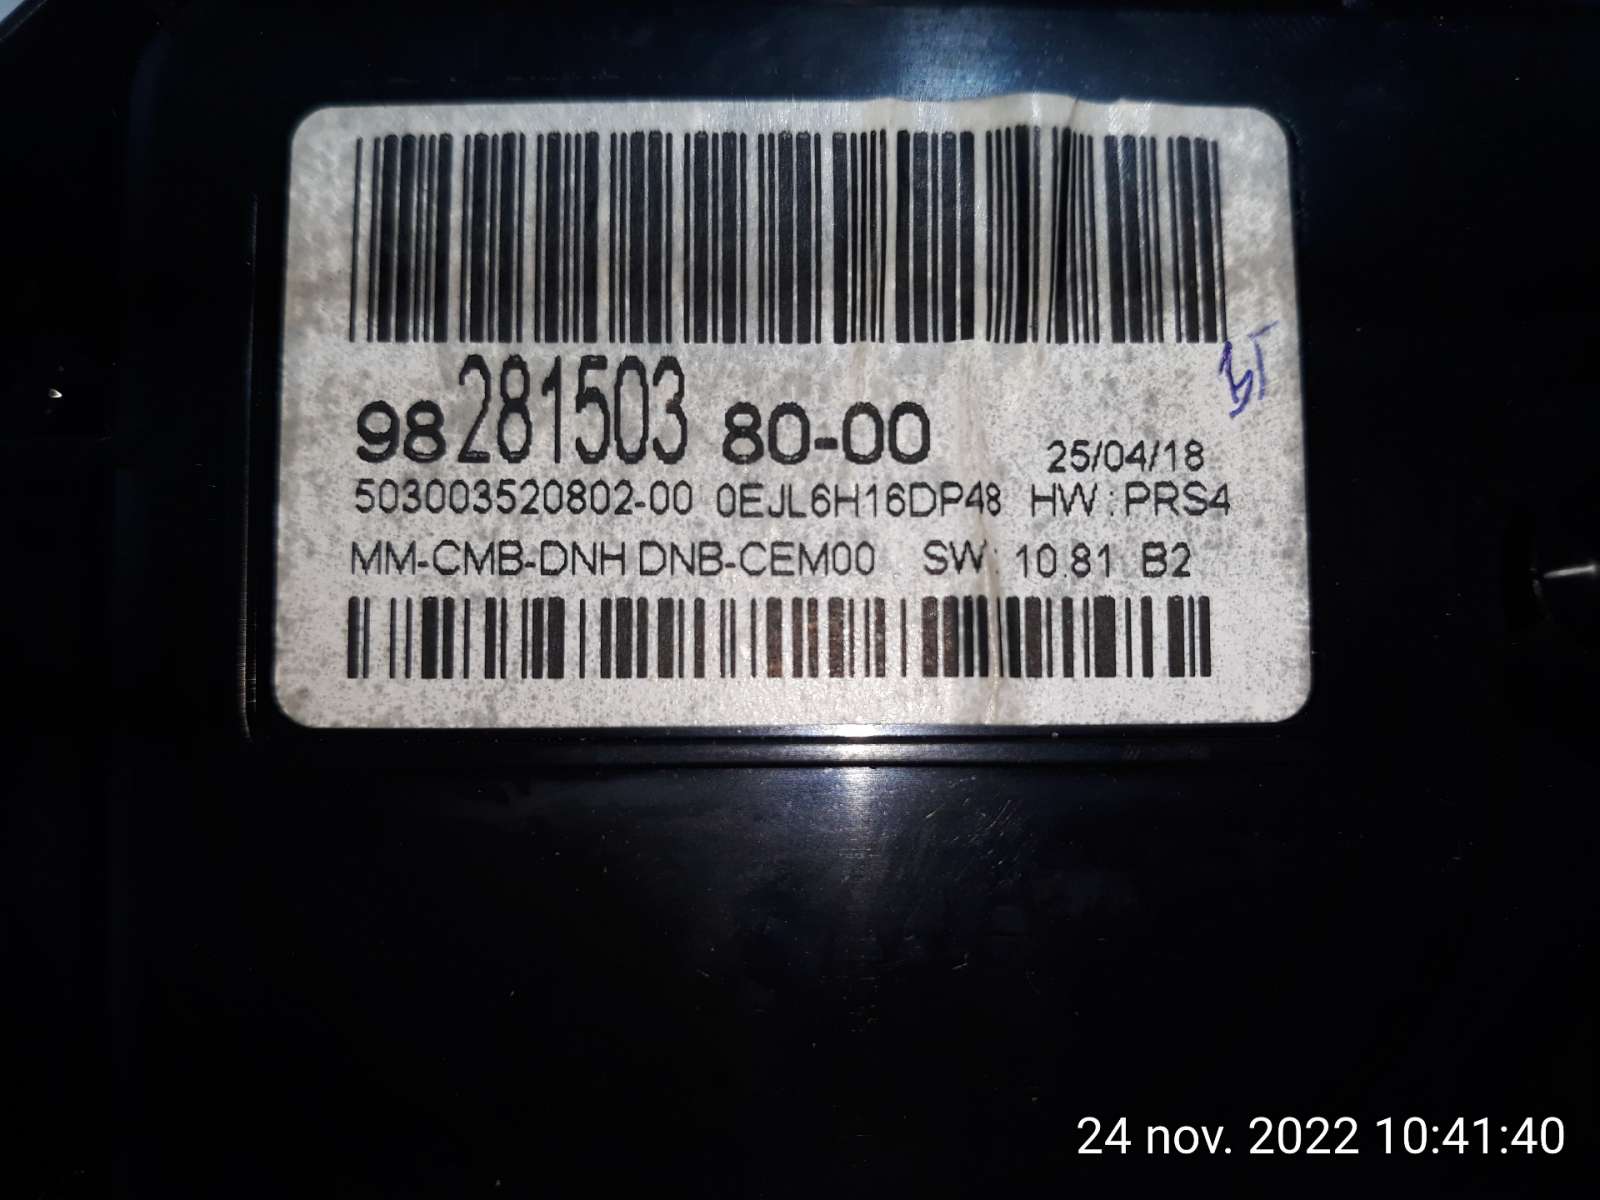 98 281503 80-00
25/04/18
503003520802-00 0EJL6H16DP48 HW:PRS4
MM-CMB-DNH DNB-CEM00 SW: 10.81 B2
24 nov. 2022 10:41:40